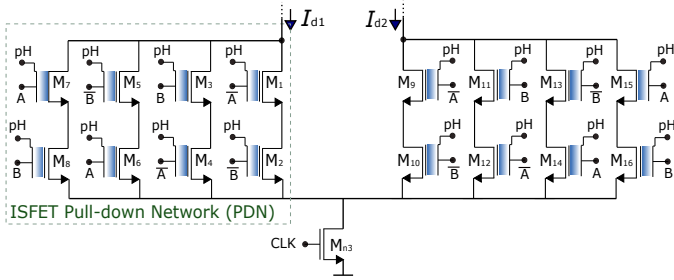 I_d1 I_d2
pH pH pH pH pH pH pH pH
M7 M5 M3 M1 M9 M11 M13 M15
A B̅ B A̅ A̅ B B̅ A
pH pH pH pH pH pH pH pH
M8 M6 M4 M2 M10 M12 M14 M16
B A A̅ B̅ B̅ A̅ A B
ISFET Pull-down Network (PDN)
CLK Mn3